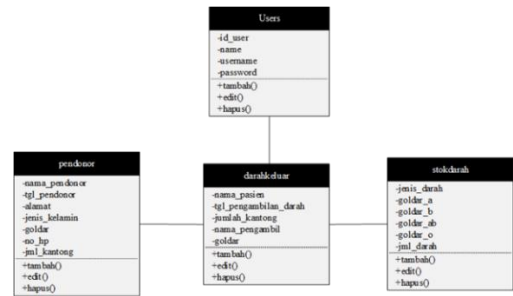 Users
-id_user
-name
-username
-password
+tambah()
+edit()
+hapus()
pendonor
-nama_pendonor
-tgl_pendonor
-alamat
-jenis_kelamin
-goldar
-no_hp
-jml_kantong
+tambah()
+edit()
+hapus()
darahkeluar
-nama_pasien
-tgl_pengambilan_darah
-jumlah_kantong
-nama_pengambil
-goldar
+tambah()
+edit()
+hapus()
stokdarah
-jenis_darah
-goldar_a
-goldar_b
-goldar_ab
-goldar_o
-jml_darah
+tambah()
+edit()
+hapus()